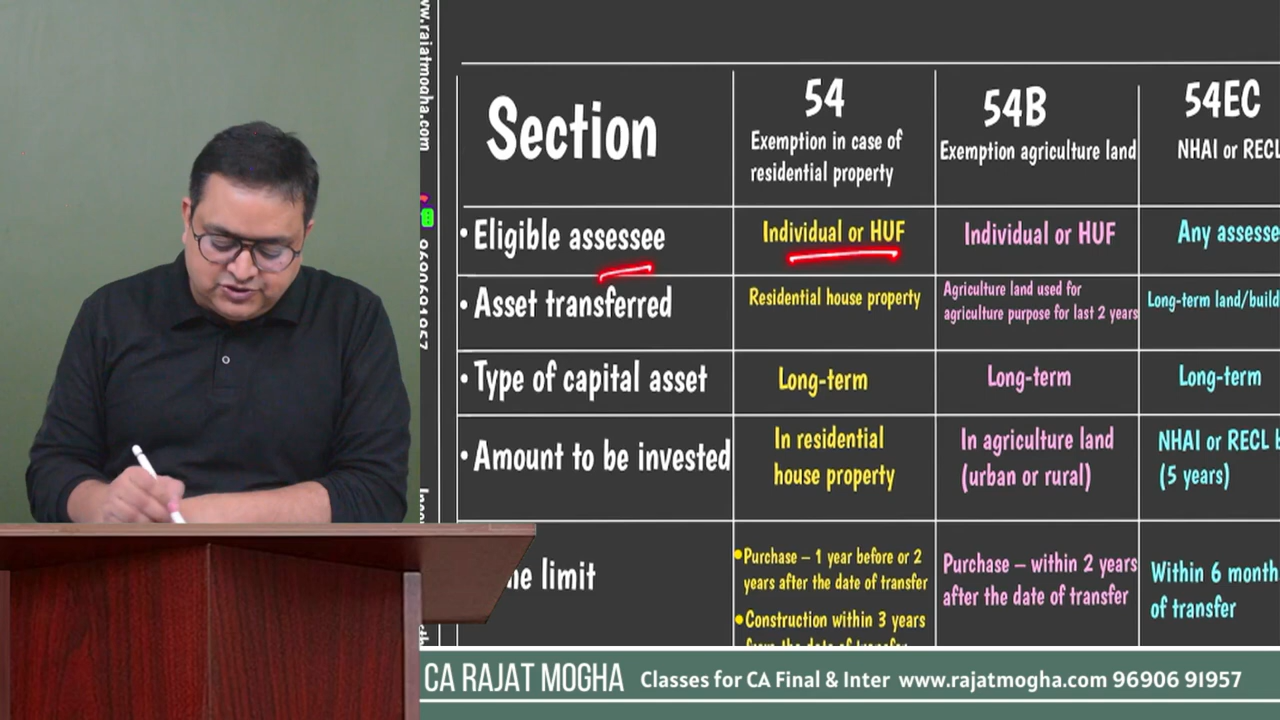 Section
54
Exemption in case of
residential property
54B
Exemption agriculture land
54EC
NHAI or RECL
• Eligible assessee
Individual or HUF
Individual or HUF
Any assesse
• Asset transferred
Residential house property
Agriculture land used for
agriculture purpose for last 2 years
Long-term land/build
• Type of capital asset
Long-term
Long-term
Long-term
• Amount to be invested
In residential
house property
In agriculture land
(urban or rural)
NHAI or RECL b
(5 years)
me limit
• Purchase – 1 year before or 2
years after the date of transfer
• Construction within 3 years
from the date of transfer
Purchase – within 2 years
after the date of transfer
Within 6 month
of transfer
CA RAJAT MOGHA Classes for CA Final & Inter www.rajatmogha.com 96906 91957
w.rajatmogha.com
9690691957